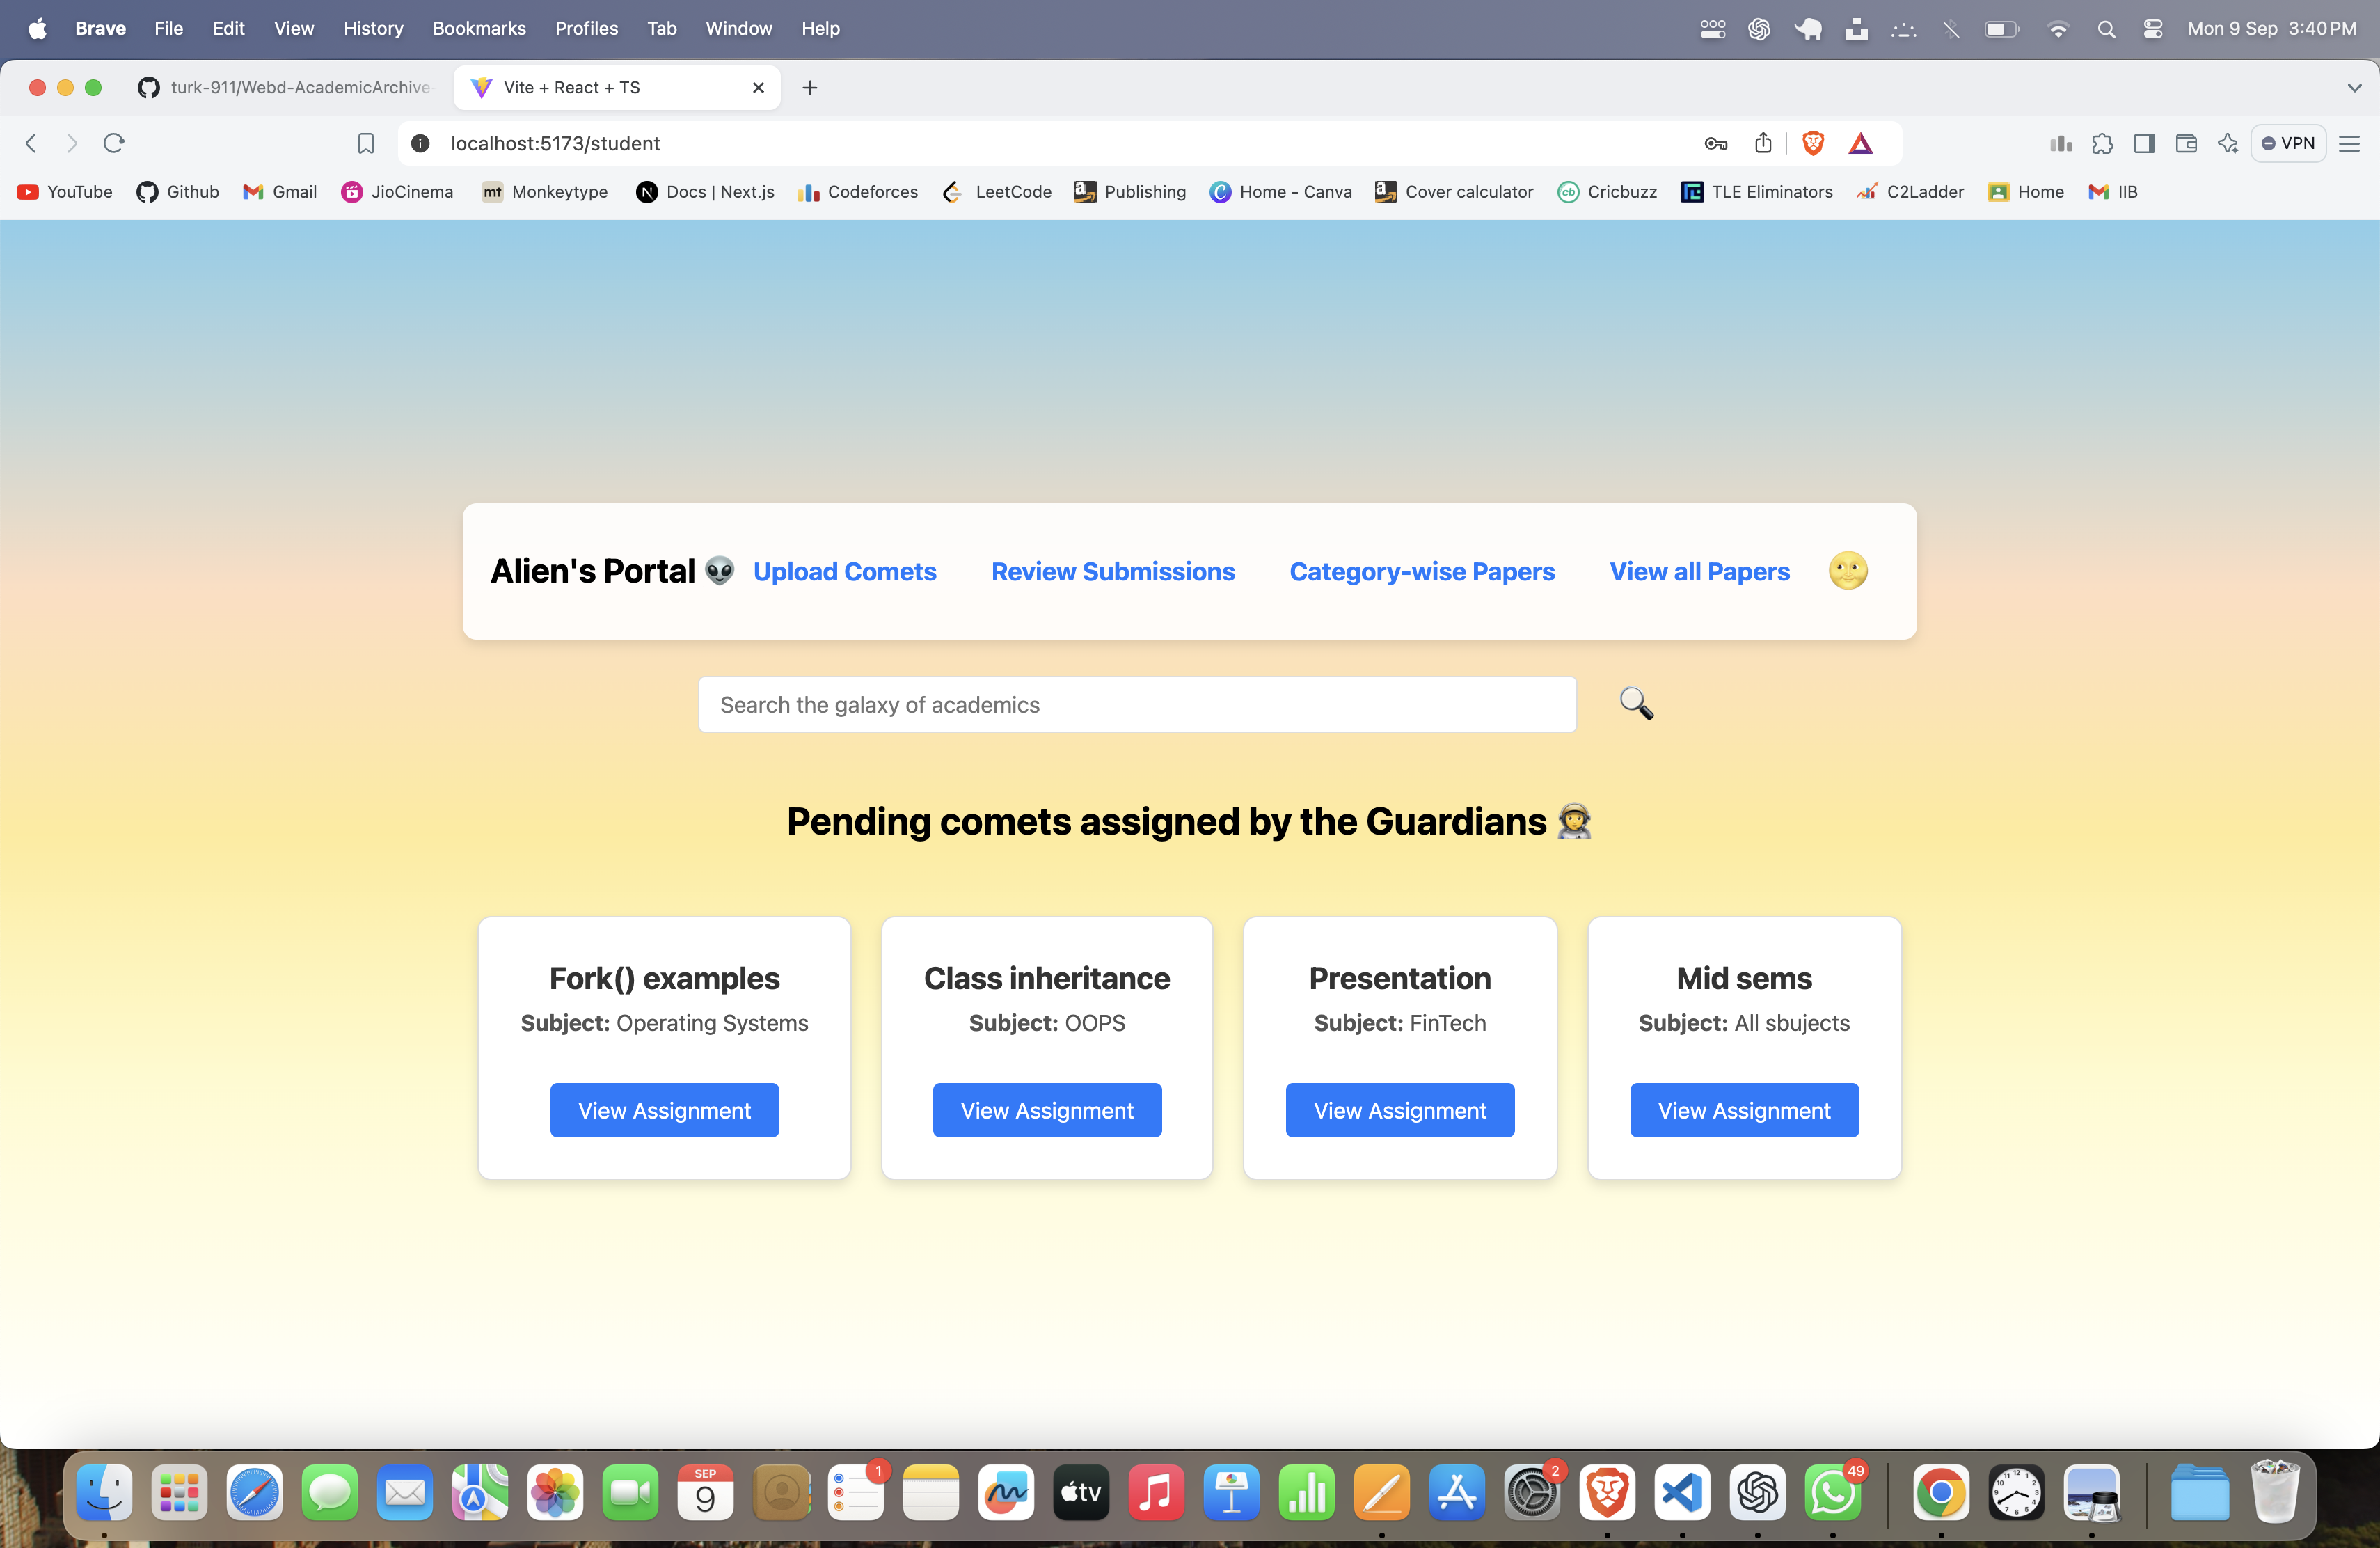 Brave File Edit View History Bookmarks Profiles Tab Window Help Mon 9 Sep 3:40 PM
turk-911/Webd-AcademicArchive- Vite + React + TS
localhost:5173/student VPN
YouTube Github Gmail JioCinema mt Monkeytype N Docs | Next.js Codeforces LeetCode Publishing Home - Canva Cover calculator cb Cricbuzz TLE Eliminators C2Ladder Home IIB
Alien's Portal 👽 Upload Comets Review Submissions Category-wise Papers View all Papers 🌝
Search the galaxy of academics 🔍
Pending comets assigned by the Guardians 🧑‍🚀
Fork() examples
Subject: Operating Systems
View Assignment
Class inheritance
Subject: OOPS
View Assignment
Presentation
Subject: FinTech
View Assignment
Mid sems
Subject: All sbujects
View Assignment
SEP
9
1
tv
2
49